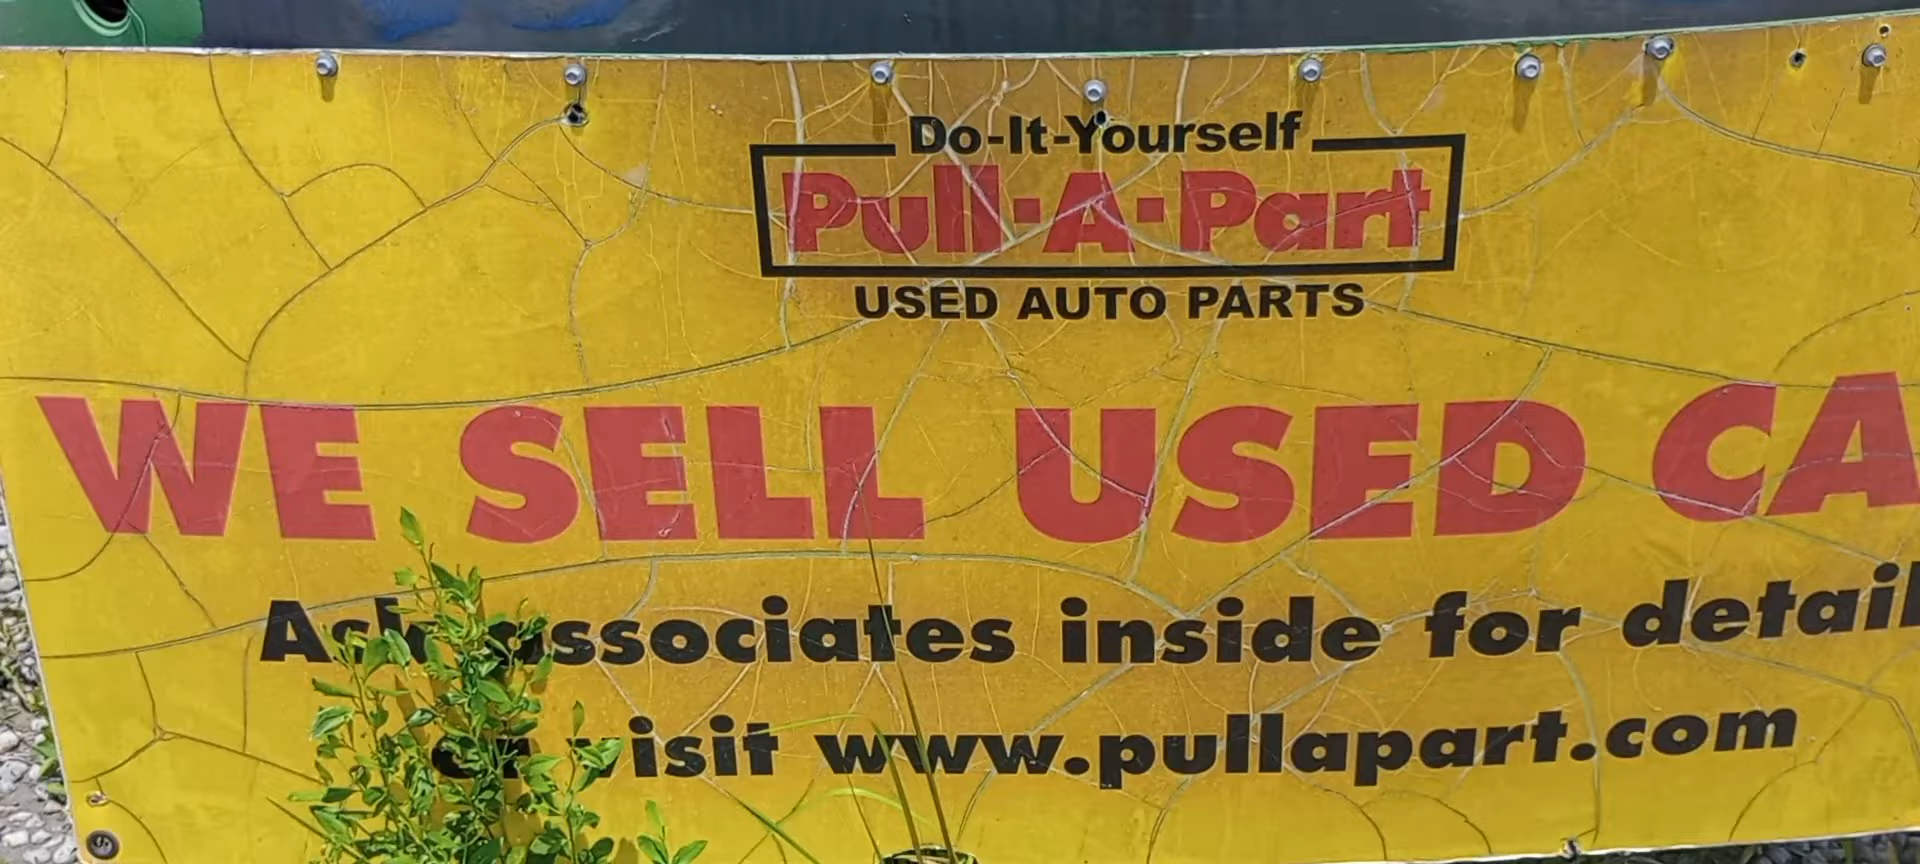 Do-It-Yourself
Pull-A-Part
USED AUTO PARTS
WE SELL USED CA
Ask associates inside for detail
or visit www.pullapart.com